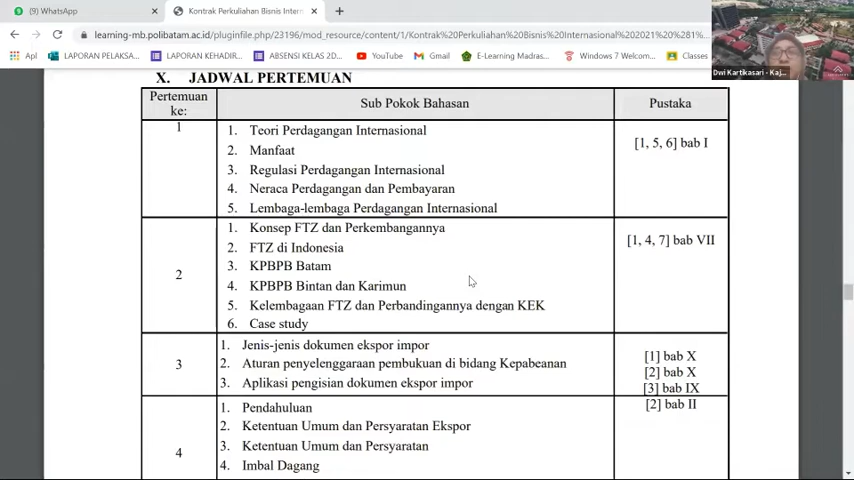 (9) WhatsApp
Kontrak Perkuliahan Bisnis Intern
learning-mb.polibatam.ac.id/pluginfile.php/23196/mod_resource/content/1/Kontrak%20Perkuliahan%20Bisnis%20Internasional%202021%20%281%...
Apl
LAPORAN PELAKSA...
LAPORAN KEHADIR...
ABSENSI KELAS 2D...
YouTube
Gmail
E-Learning Madras...
Windows 7 Welcom...
Classes
Dwi Kartikasari - Kaj...
X. JADWAL PERTEMUAN
Pertemuan ke:
Sub Pokok Bahasan
Pustaka
1
1. Teori Perdagangan Internasional
2. Manfaat
3. Regulasi Perdagangan Internasional
4. Neraca Perdagangan dan Pembayaran
5. Lembaga-lembaga Perdagangan Internasional
[1, 5, 6] bab I
2
1. Konsep FTZ dan Perkembangannya
2. FTZ di Indonesia
3. KPBPB Batam
4. KPBPB Bintan dan Karimun
5. Kelembagaan FTZ dan Perbandingannya dengan KEK
6. Case study
[1, 4, 7] bab VII
3
1. Jenis-jenis dokumen ekspor impor
2. Aturan penyelenggaraan pembukuan di bidang Kepabeanan
3. Aplikasi pengisian dokumen ekspor impor
[1] bab X
[2] bab X
[3] bab IX
4
1. Pendahuluan
2. Ketentuan Umum dan Persyaratan Ekspor
3. Ketentuan Umum dan Persyaratan
4. Imbal Dagang
[2] bab II